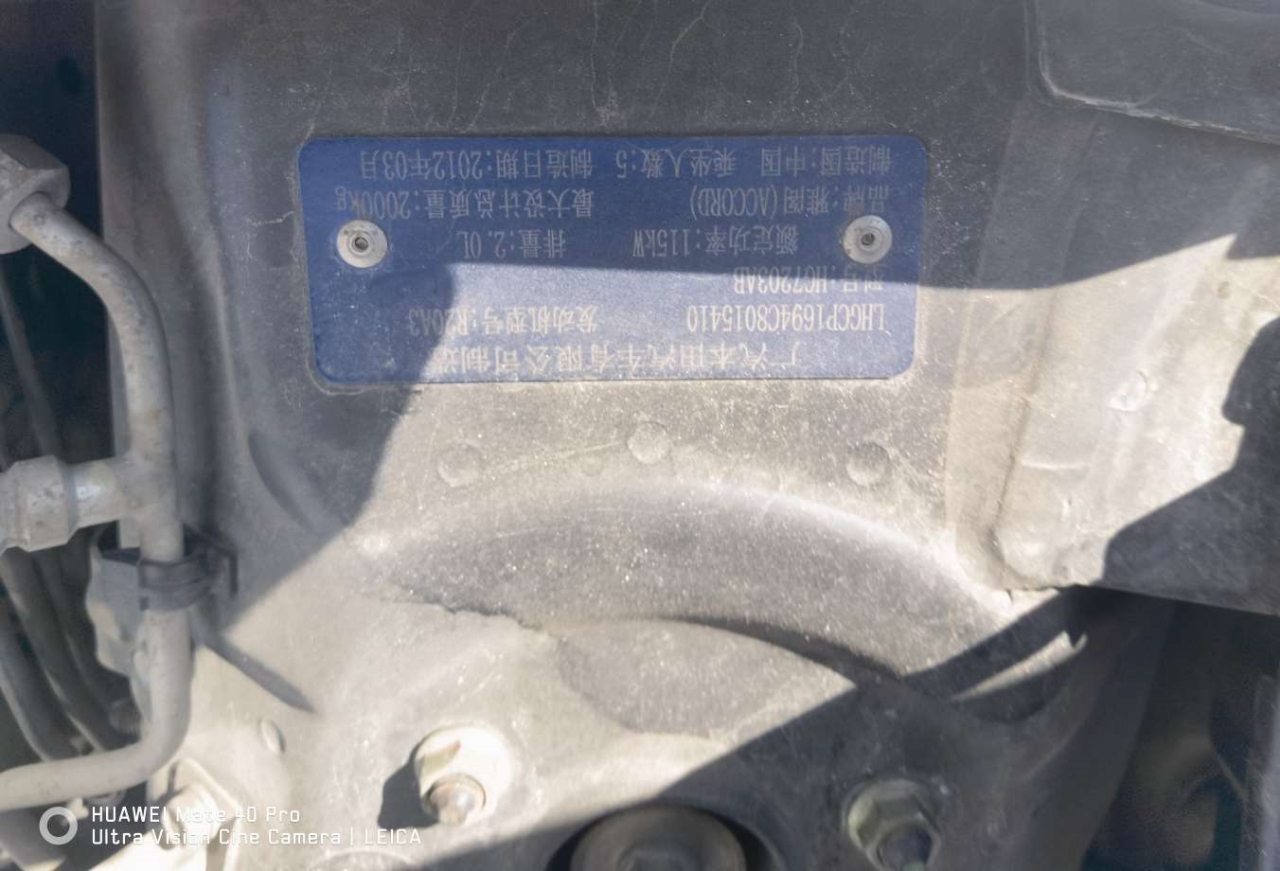 广汽本田汽车有限公司制造
LHGCP1694C8015410 发动机型号:R20A3
型号:HG7203AB
额定功率:115kW 排量:2.0L
品牌:雅阁(ACCORD) 最大设计总质量:2000kg
制造国:中国 乘坐人数:5 制造日期:2012年03月
HUAWEI Mate 40 Pro
Ultra Vision Cine Camera | LEICA